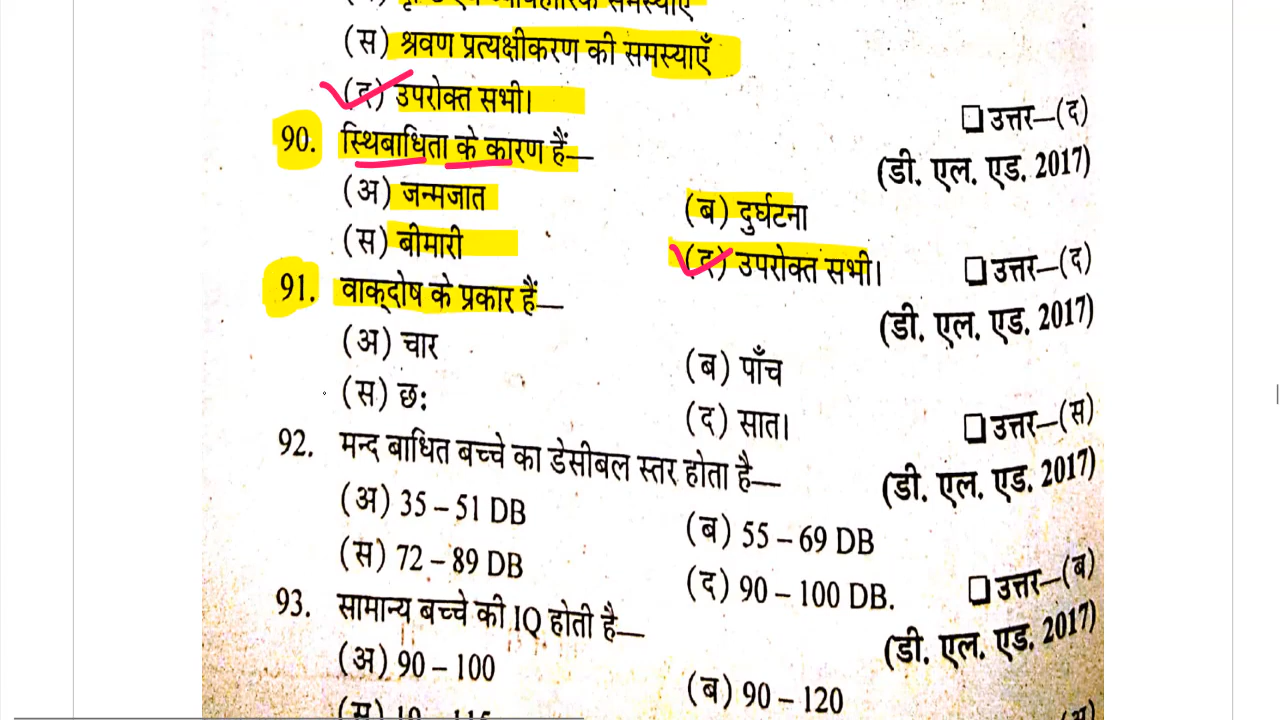 (स) श्रवण प्रत्यक्षीकरण की समस्याएँ
(द) उपरोक्त सभी।
❑ उत्तर—(द)
90. स्थिबाधिता के कारण हैं—
(डी. एल. एड. 2017)
(अ) जन्मजात
(ब) दुर्घटना
(स) बीमारी
(द) उपरोक्त सभी।
❑ उत्तर—(द)
91. वाक्‌दोष के प्रकार हैं—
(डी. एल. एड. 2017)
(अ) चार
(ब) पाँच
(स) छः
(द) सात।
❑ उत्तर—(स)
92. मन्द बाधित बच्चे का डेसीबल स्तर होता है—
(डी. एल. एड. 2017)
(अ) 35 – 51 DB
(ब) 55 – 69 DB
(स) 72 – 89 DB
(द) 90 – 100 DB.
❑ उत्तर—(ब)
93. सामान्य बच्चे की IQ होती है—
(डी. एल. एड. 2017)
(अ) 90 – 100
(ब) 90 – 120